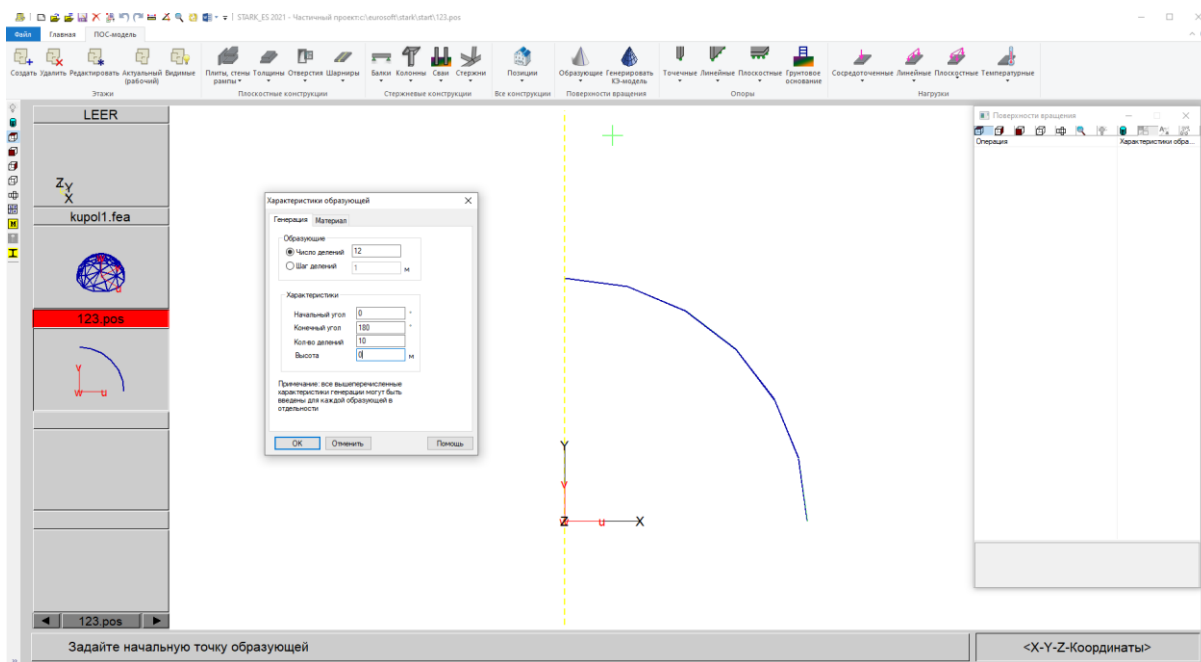 STARK_ES 2021 - Частичный проект:c:\eurosoft\stark\start\123.pos
Файл Главная ПОС-модель
Создать Удалить Редактировать Актуальный (рабочий) Видимые
Плиты, стены рампы Толщины Отверстия Шарниры
Балки Колонны Сваи Стержни
Позиции
Образующие Генерировать КЭ-модель
Точечные Линейные Плоскостные Грунтовое основание
Сосредоточенные Линейные Плоскостные Температурные
Этажи Плоскостные конструкции Стержневые конструкции Все конструкции Поверхности вращения Опоры Нагрузки
LEER
Z Y
X
kupol1.fea
123.pos
v
w u
123.pos
Характеристики образующей
Генерация Материал
Образующие
Число делений 12
Шаг делений 1 м
Характеристики
Начальный угол 0 °
Конечный угол 180 °
Кол-во делений 10
Высота 0 м
Примечание: все вышеперечисленные
характеристики генерации могут быть
введены для каждой образующей в
отдельности
OK Отменить Помощь
Y
v
Z u X
Поверхности вращения
Операция Характеристики обра...
Задайте начальную точку образующей
<X-Y-Z-Координаты>